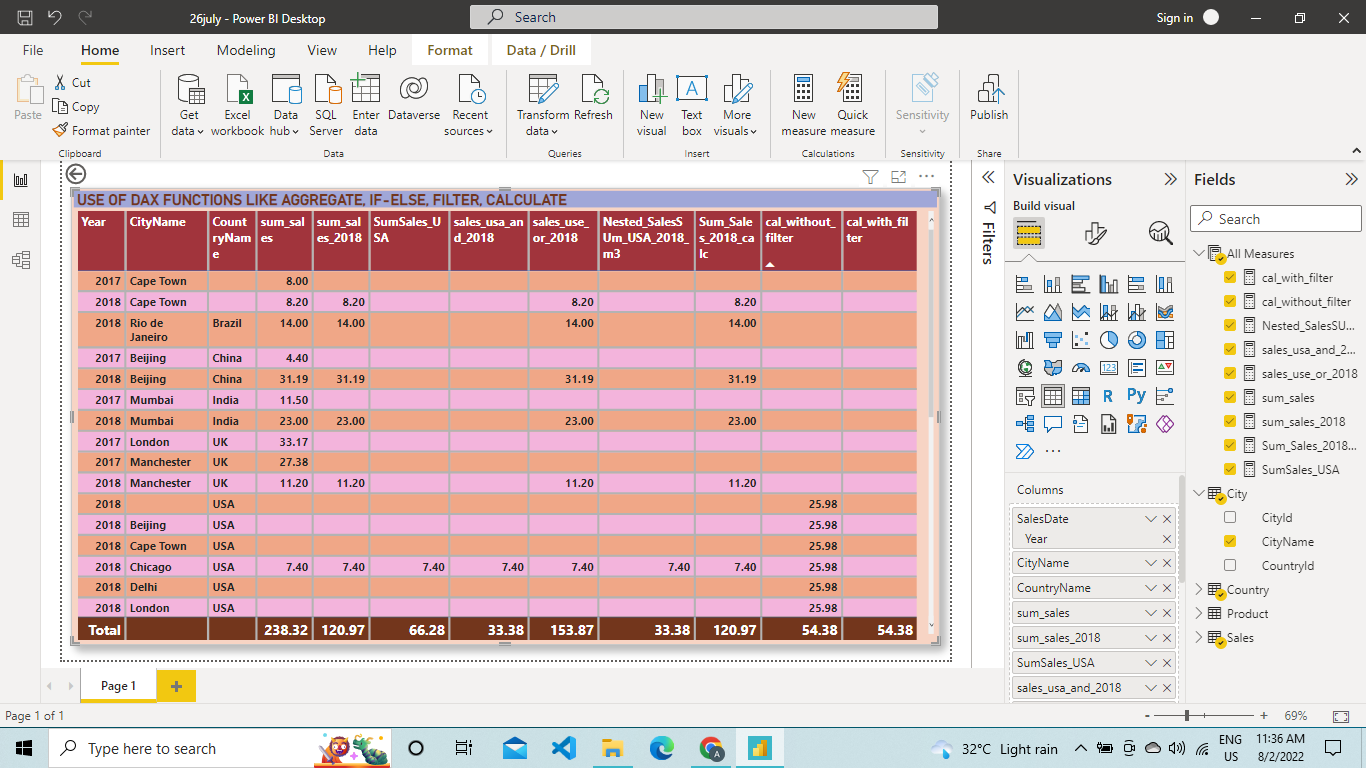 26july - Power BI Desktop
Search
Sign in
File Home Insert Modeling View Help Format Data / Drill
Paste
Cut
Copy
Format painter
Get data
Excel workbook
Data hub
SQL Server
Enter data
Dataverse
Recent sources
Transform data
Refresh
New visual
Text box
More visuals
New measure
Quick measure
Sensitivity
Publish
Clipboard Data Queries Insert Calculations Sensitivity Share
USE OF DAX FUNCTIONS LIKE AGGREGATE, IF-ELSE, FILTER, CALCULATE
Year CityName CountryName sum_sales sum_sales_2018 SumSales_USA sales_usa_and_2018 sales_use_or_2018 Nested_SalesSUm_USA_2018_m3 Sum_Sales_2018_calc cal_without_filter cal_with_filter
2017 Cape Town 8.00
2018 Cape Town 8.20 8.20 8.20 8.20
2018 Rio de Janeiro Brazil 14.00 14.00 14.00 14.00
2017 Beijing China 4.40
2018 Beijing China 31.19 31.19 31.19 31.19
2017 Mumbai India 11.50
2018 Mumbai India 23.00 23.00 23.00 23.00
2017 London UK 33.17
2017 Manchester UK 27.38
2018 Manchester UK 11.20 11.20 11.20 11.20
2018 USA 25.98
2018 Beijing USA 25.98
2018 Cape Town USA 25.98
2018 Chicago USA 7.40 7.40 7.40 7.40 7.40 7.40 7.40 25.98
2018 Delhi USA 25.98
2018 London USA 25.98
Total 238.32 120.97 66.28 33.38 153.87 33.38 120.97 54.38 54.38
Filters
Visualizations
Build visual
123
R
Py
Columns
SalesDate
Year
CityName
CountryName
sum_sales
sum_sales_2018
SumSales_USA
sales_usa_and_2018
Fields
Search
All Measures
cal_with_filter
cal_without_filter
Nested_SalesSU...
sales_usa_and_2...
sales_use_or_2018
sum_sales
sum_sales_2018
Sum_Sales_2018...
SumSales_USA
City
CityId
CityName
CountryId
Country
Product
Sales
Page 1
Page 1 of 1
- + 69%
Type here to search
32°C Light rain
ENG
US
11:36 AM
8/2/2022